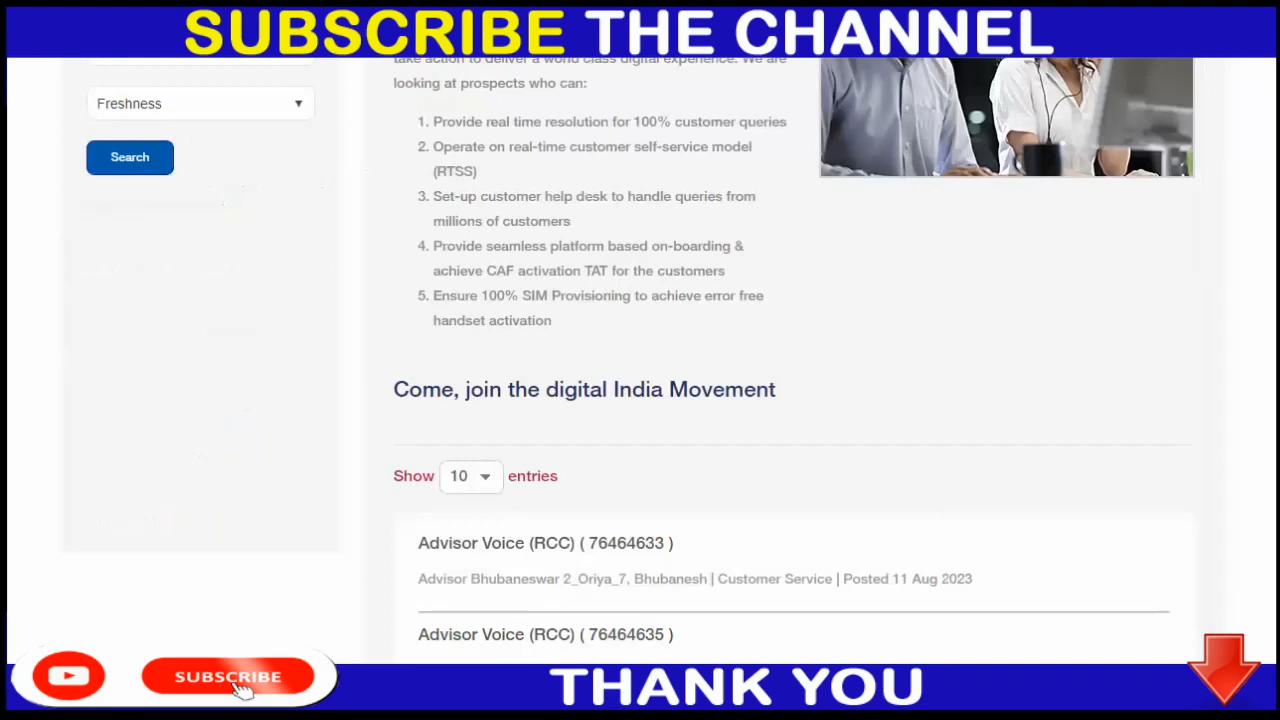 SUBSCRIBE THE CHANNEL
take action to deliver a world class digital experience. We are
looking at prospects who can:
Freshness
Search
1. Provide real time resolution for 100% customer queries
2. Operate on real-time customer self-service model
(RTSS)
3. Set-up customer help desk to handle queries from
millions of customers
4. Provide seamless platform based on-boarding &
achieve CAF activation TAT for the customers
5. Ensure 100% SIM Provisioning to achieve error free
handset activation
Come, join the digital India Movement
Show 10 entries
Advisor Voice (RCC) ( 76464633 )
Advisor Bhubaneswar 2_Oriya_7, Bhubanesh | Customer Service | Posted 11 Aug 2023
Advisor Voice (RCC) ( 76464635 )
SUBSCRIBE
THANK YOU